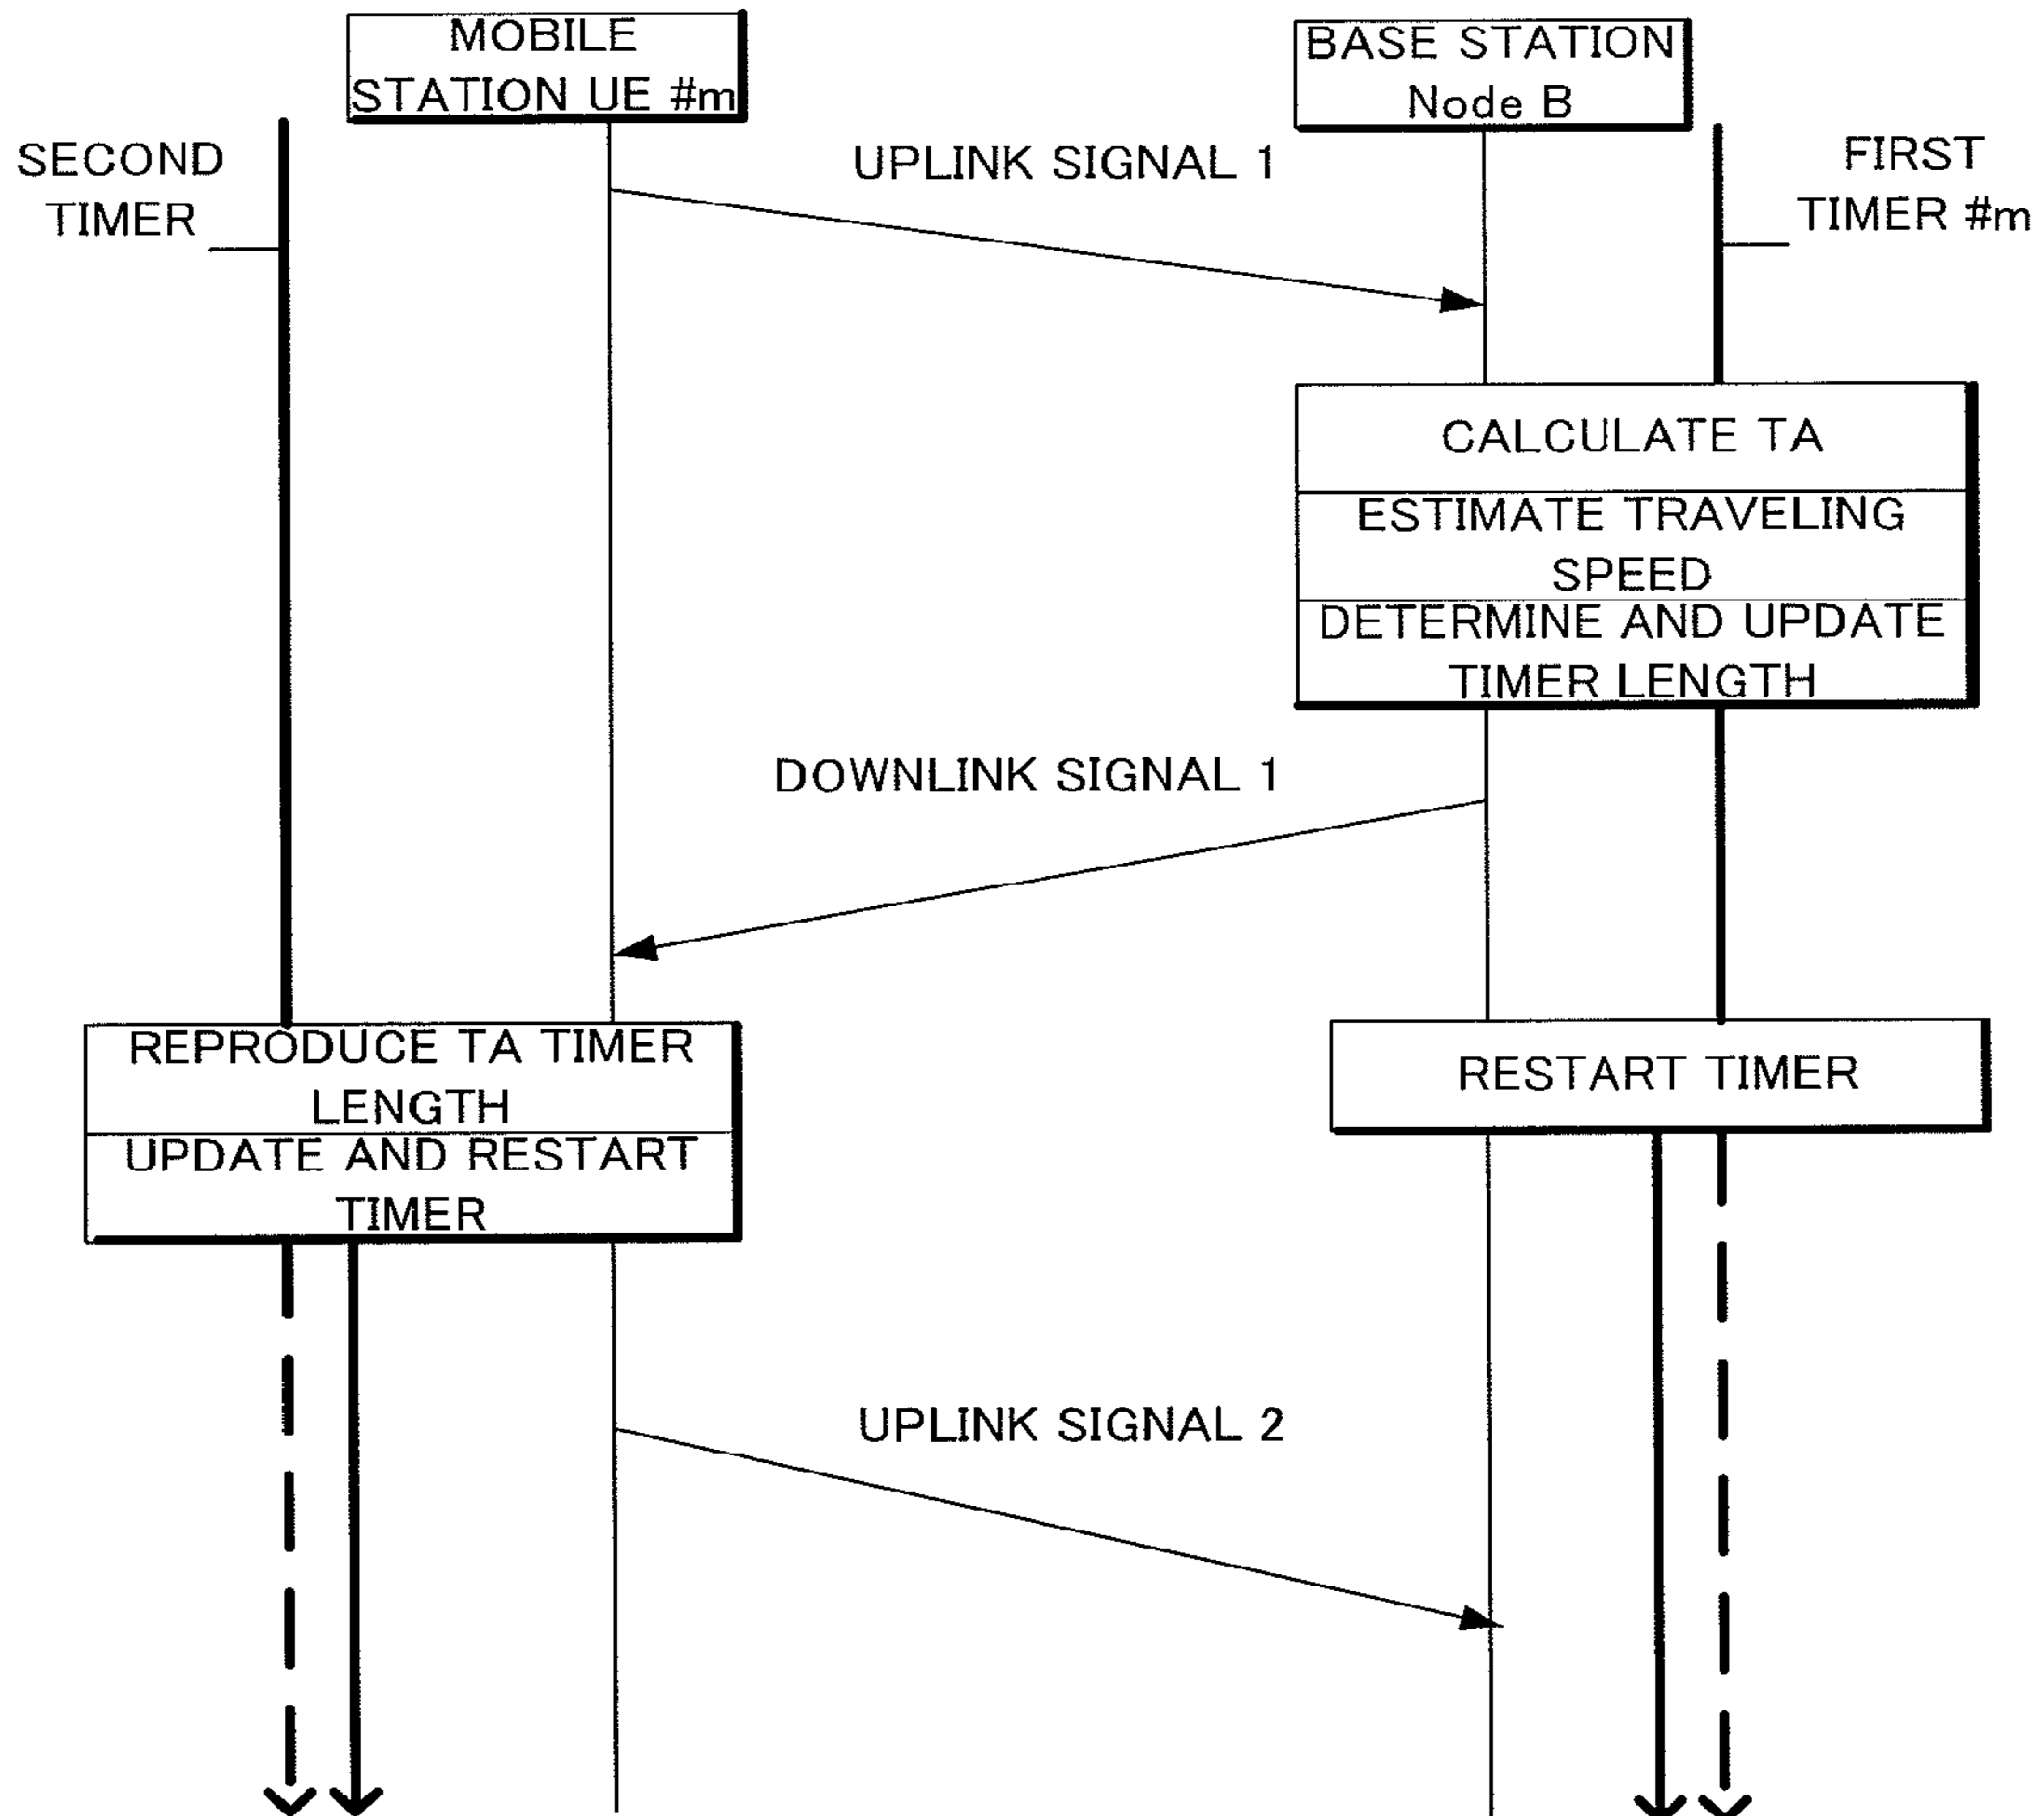 MOBILE
STATION UE #m
BASE STATION
Node B
SECOND
TIMER
UPLINK SIGNAL 1
FIRST
TIMER #m
CALCULATE TA
ESTIMATE TRAVELING
SPEED
DETERMINE AND UPDATE
TIMER LENGTH
DOWNLINK SIGNAL 1
REPRODUCE TA TIMER
LENGTH
UPDATE AND RESTART
TIMER
RESTART TIMER
UPLINK SIGNAL 2